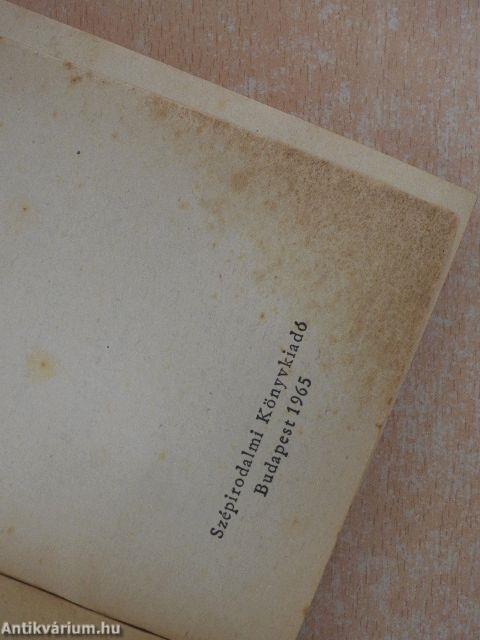 Szépirodalmi Könyvkiadó
Budapest 1965
Antikvárium.hu